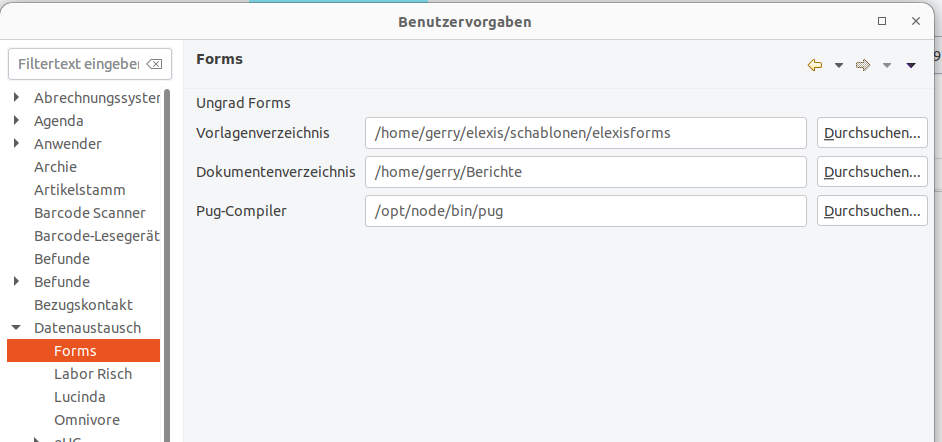 Benutzervorgaben
Filtertext eingeben
Forms
Abrechnungssystem
Agenda
Anwender
Archie
Artikelstamm
Barcode Scanner
Barcode-Lesegerät
Befunde
Befunde
Bezugskontakt
Datenaustausch
Forms
Labor Risch
Lucinda
Omnivore
Ungrad Forms
Vorlagenverzeichnis /home/gerry/elexis/schablonen/elexisforms Durchsuchen...
Dokumentenverzeichnis /home/gerry/Berichte Durchsuchen...
Pug-Compiler /opt/node/bin/pug Durchsuchen...